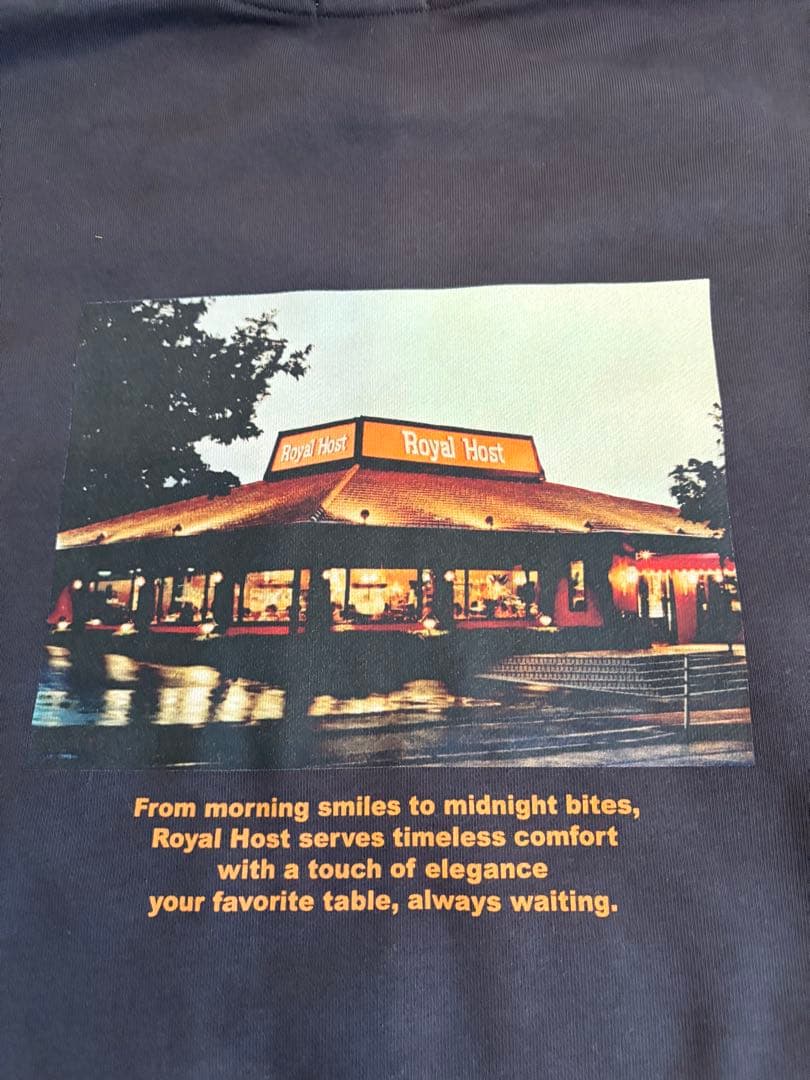 Royal Host Royal Host
From morning smiles to midnight bites,
Royal Host serves timeless comfort
with a touch of elegance
your favorite table, always waiting.